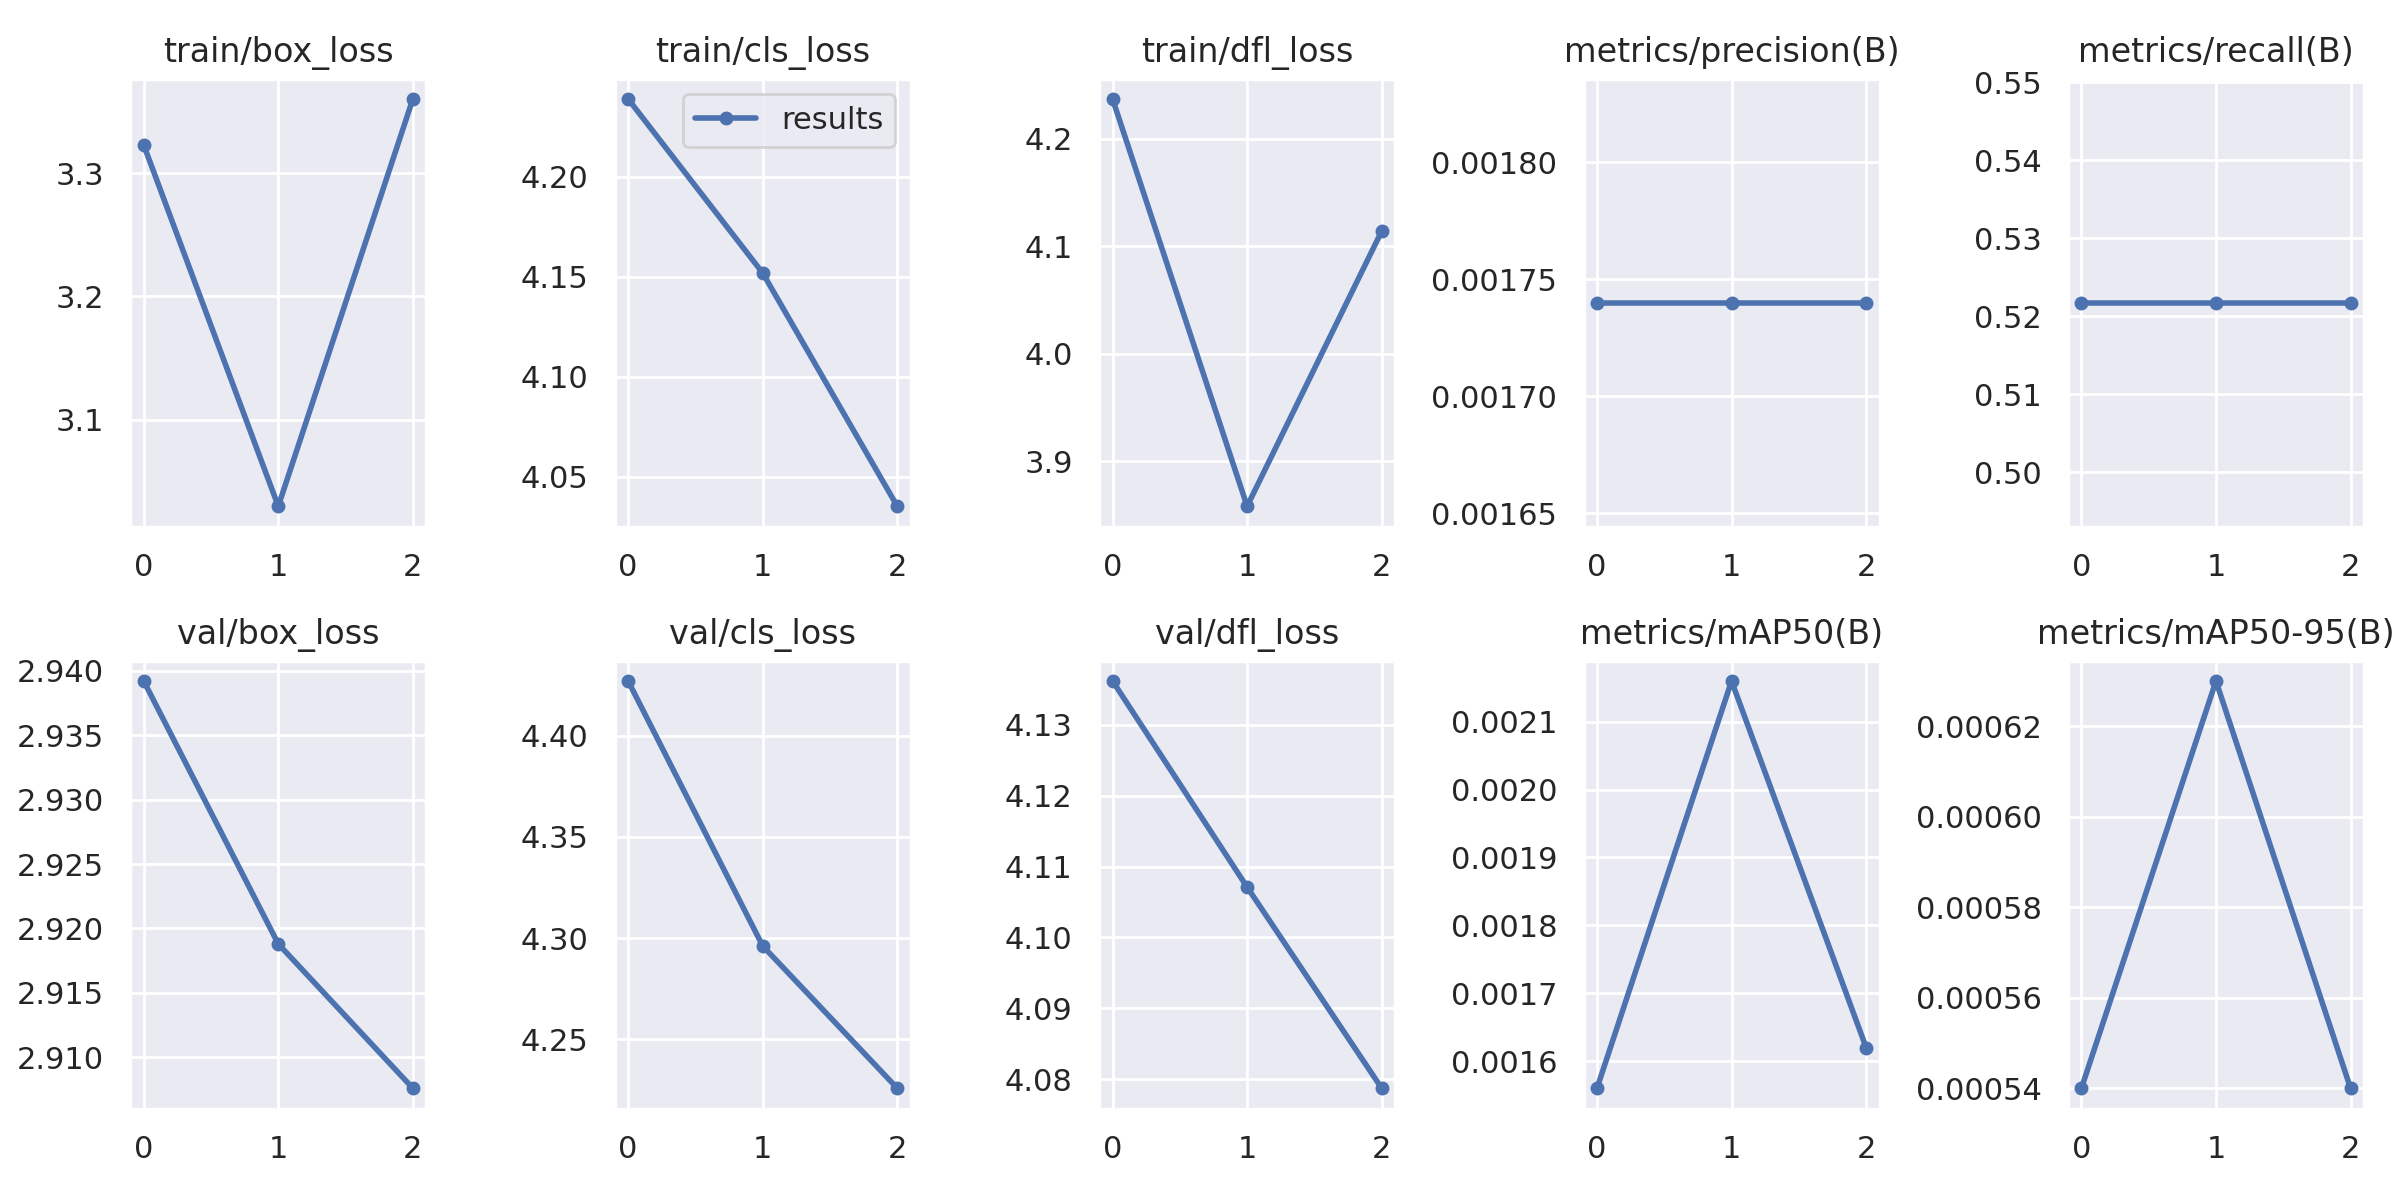 train/box_loss
3.3
3.2
3.1
0 1 2
train/cls_loss
results
4.20
4.15
4.10
4.05
0 1 2
train/dfl_loss
4.2
4.1
4.0
3.9
0 1 2
metrics/precision(B)
0.00180
0.00175
0.00170
0.00165
0 1 2
metrics/recall(B)
0.55
0.54
0.53
0.52
0.51
0.50
0 1 2
val/box_loss
2.940
2.935
2.930
2.925
2.920
2.915
2.910
0 1 2
val/cls_loss
4.40
4.35
4.30
4.25
0 1 2
val/dfl_loss
4.13
4.12
4.11
4.10
4.09
4.08
0 1 2
metrics/mAP50(B)
0.0021
0.0020
0.0019
0.0018
0.0017
0.0016
0 1 2
metrics/mAP50-95(B)
0.00062
0.00060
0.00058
0.00056
0.00054
0 1 2